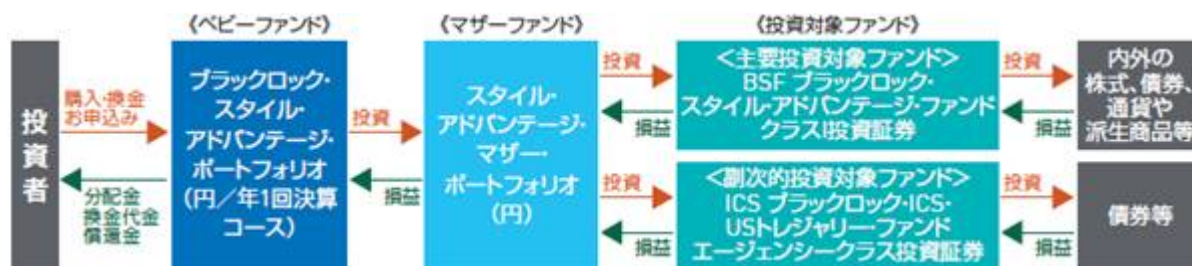 《ベビーファンド》
《マザーファンド》
《投資対象ファンド》
投資者
購入・換金
お申込み
分配金
換金代金
償還金
ブラックロック・
スタイル・
アドバンテージ・
ポートフォリオ
(円/年1回決算
コース)
投資
損益
スタイル・
アドバンテージ・
マザー・
ポートフォリオ
(円)
投資
損益
<主要投資対象ファンド>
BSF ブラックロック・
スタイル・アドバンテージ・ファンド
クラスI投資証券
投資
損益
内外の
株式、債券、
通貨や
派生商品等
投資
損益
<副次的投資対象ファンド>
ICS ブラックロック・ICS・
USトレジャリー・ファンド
エージェンシークラス投資証券
投資
損益
債券等